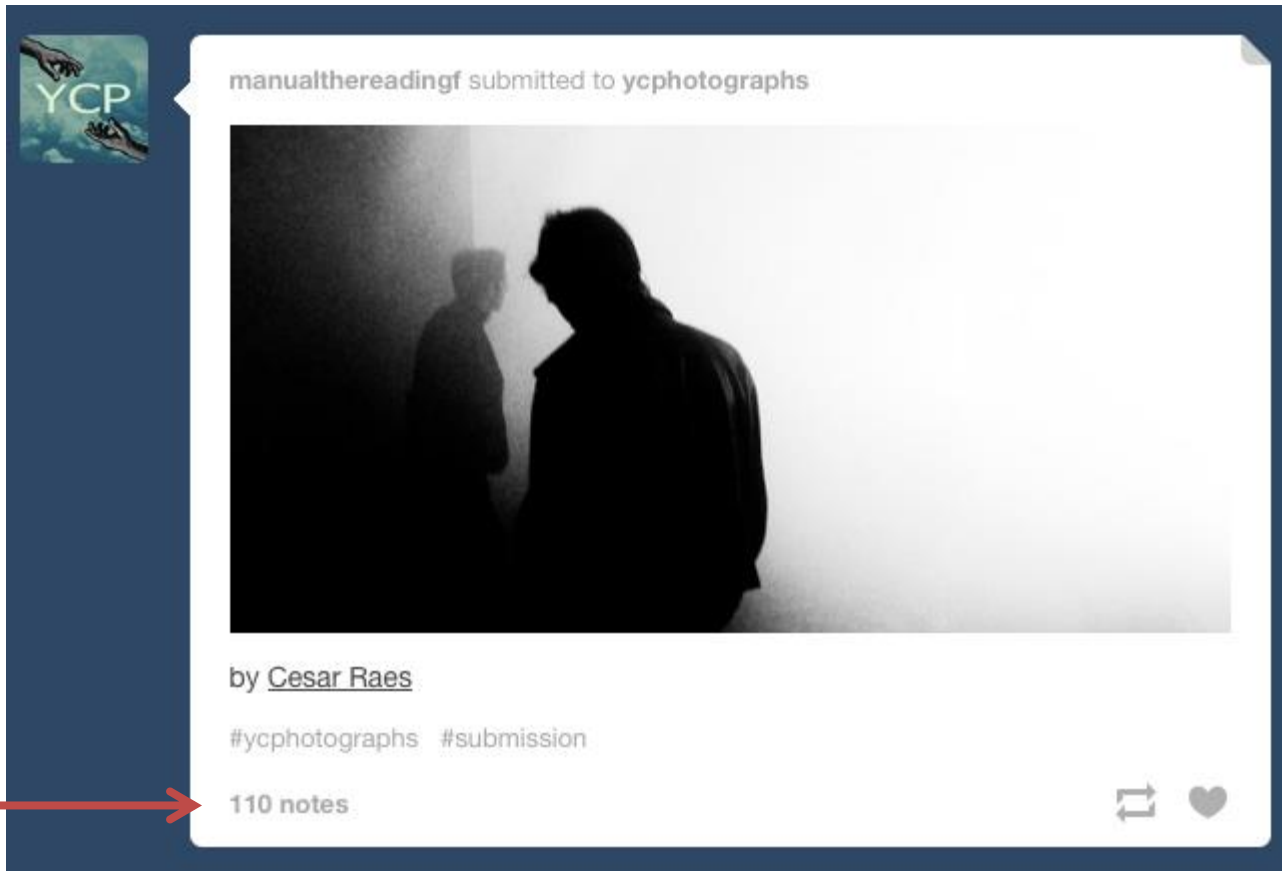 YCP
manualthereadingf submitted to ycphotographs
by Cesar Raes
#ycphotographs #submission
110 notes